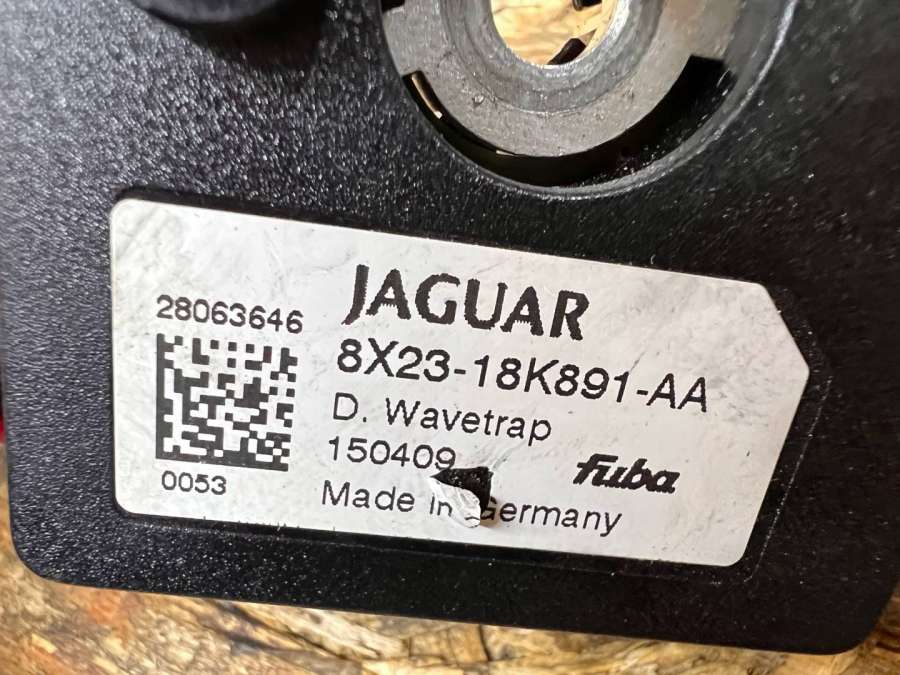 28063646
JAGUAR
8X23-18K891-AA
D. Wavetrap
150409
fuba
0053
Made in Germany